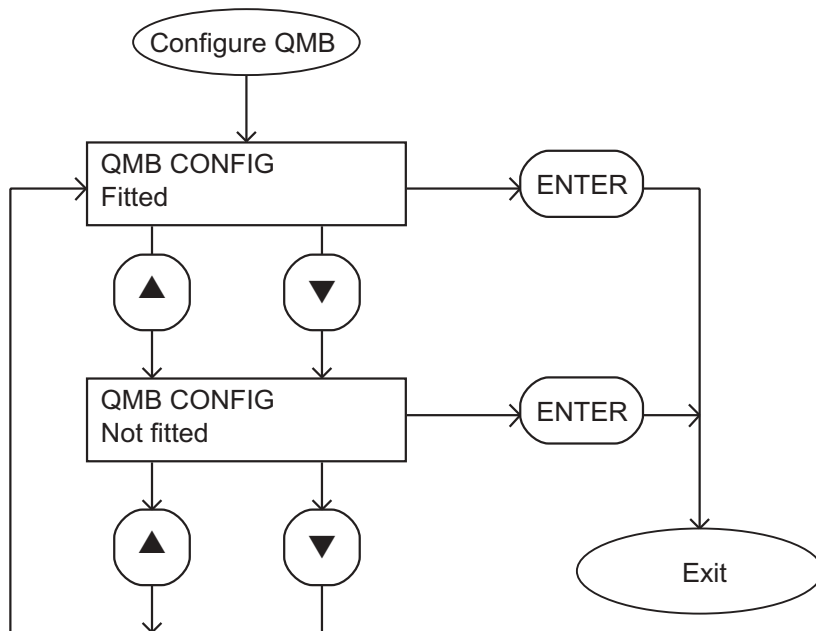 Configure QMB
QMB CONFIG
Fitted
ENTER
▲
▼
QMB CONFIG
Not fitted
ENTER
▲
▼
Exit